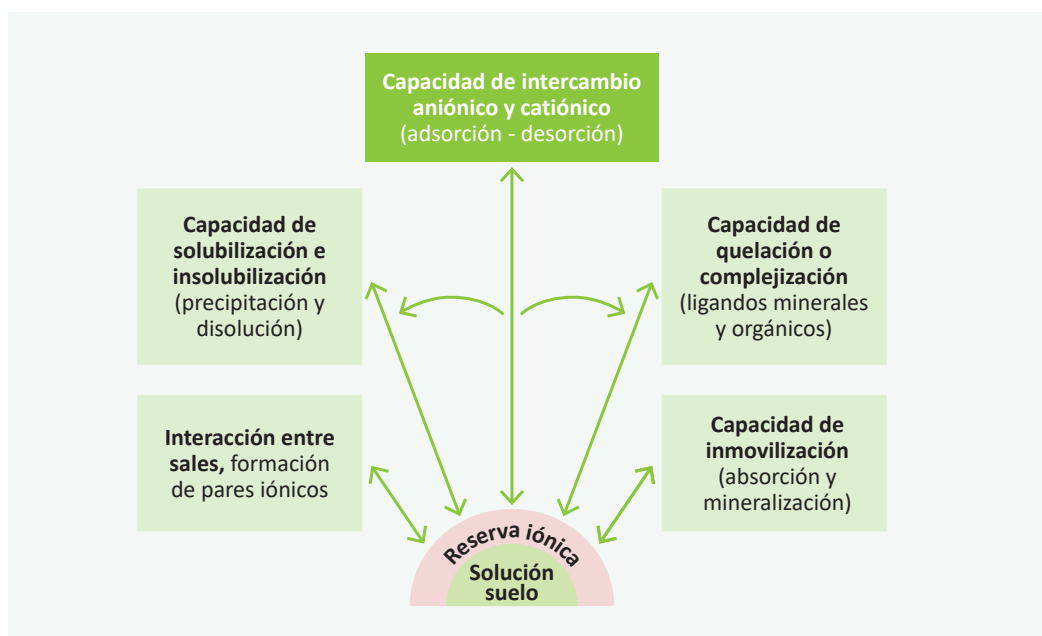 Capacidad de intercambio
aniónico y catiónico
(adsorción - desorción)
Capacidad de
solubilización e
insolubilización
(precipitación y
disolución)
Capacidad de
quelación o
complejización
(ligandos minerales
y orgánicos)
Interacción entre
sales, formación
de pares iónicos
Capacidad de
inmovilización
(absorción y
mineralización)
Reserva iónica
Solución
suelo